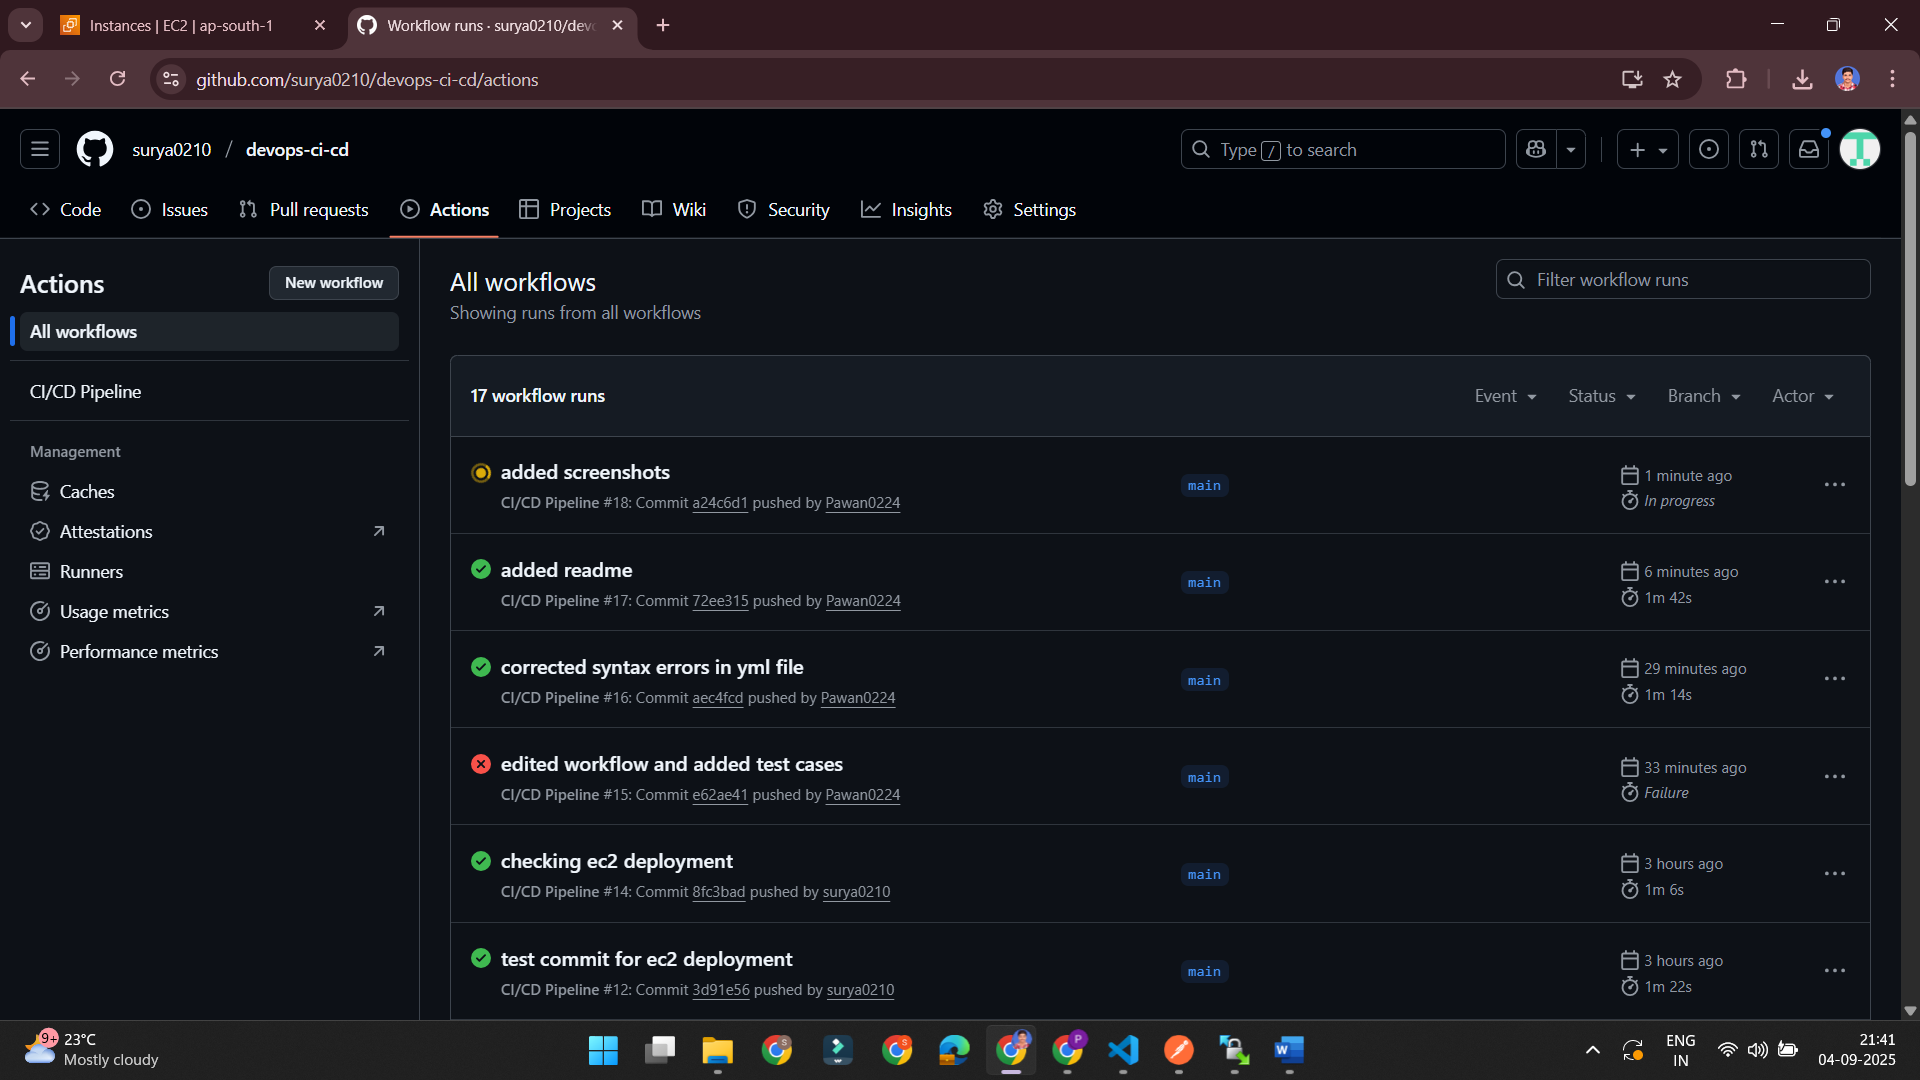 Instances | EC2 | ap-south-1
Workflow runs · surya0210/dev
github.com/surya0210/devops-ci-cd/actions
surya0210 / devops-ci-cd
Type / to search
Code
Issues
Pull requests
Actions
Projects
Wiki
Security
Insights
Settings
Actions
New workflow
All workflows
CI/CD Pipeline
Management
Caches
Attestations
Runners
Usage metrics
Performance metrics
All workflows
Showing runs from all workflows
Filter workflow runs
17 workflow runs
Event
Status
Branch
Actor
added screenshots
CI/CD Pipeline #18: Commit a24c6d1 pushed by Pawan0224
main
1 minute ago
In progress
added readme
CI/CD Pipeline #17: Commit 72ee315 pushed by Pawan0224
main
6 minutes ago
1m 42s
corrected syntax errors in yml file
CI/CD Pipeline #16: Commit aec4fcd pushed by Pawan0224
main
29 minutes ago
1m 14s
edited workflow and added test cases
CI/CD Pipeline #15: Commit e62ae41 pushed by Pawan0224
main
33 minutes ago
Failure
checking ec2 deployment
CI/CD Pipeline #14: Commit 8fc3bad pushed by surya0210
main
3 hours ago
1m 6s
test commit for ec2 deployment
CI/CD Pipeline #12: Commit 3d91e56 pushed by surya0210
main
3 hours ago
1m 22s
9+
23°C
Mostly cloudy
S
S
P
W
ENG
IN
21:41
04-09-2025